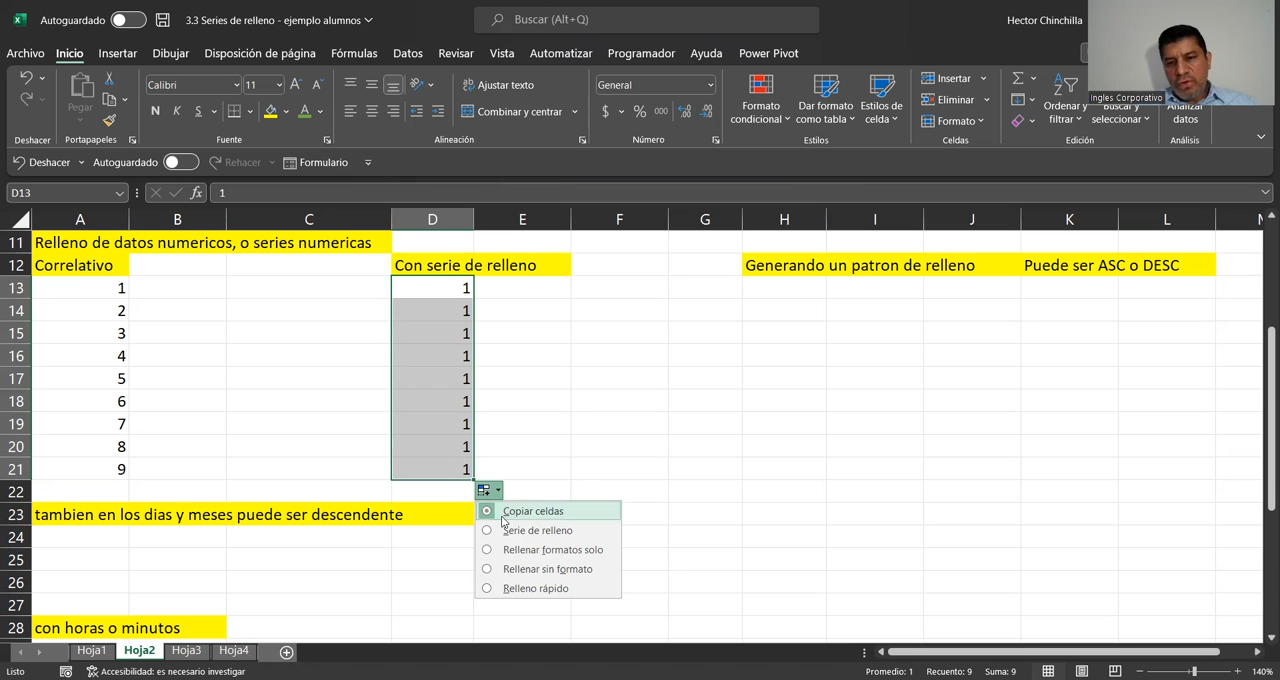 Autoguardado
3.3 Series de relleno - ejemplo alumnos
Buscar (Alt+Q)
Hector Chinchilla
Archivo Inicio Insertar Dibujar Disposición de página Fórmulas Datos Revisar Vista Automatizar Programador Ayuda Power Pivot
Ingles Corporativo
Pegar
Calibri 11
N K S
Ajustar texto
Combinar y centrar
General
$ % 000
Formato condicional
Dar formato como tabla
Estilos de celda
Insertar
Eliminar
Formato
Ordenar y filtrar
Buscar y seleccionar
Analizar datos
Deshacer Portapapeles Fuente Alineación Número Estilos Celdas Edición Análisis
Deshacer Autoguardado Rehacer Formulario
D13 fx 1
A B C D E F G H I J K L
11 Relleno de datos numericos, o series numericas
12 Correlativo Con serie de relleno Generando un patron de relleno Puede ser ASC o DESC
13 1 1
14 2 1
15 3 1
16 4 1
17 5 1
18 6 1
19 7 1
20 8 1
21 9 1
22
23 tambien en los dias y meses puede ser descendente
24
25
26
27
28 con horas o minutos
Copiar celdas
Serie de relleno
Rellenar formatos solo
Rellenar sin formato
Relleno rápido
Hoja1 Hoja2 Hoja3 Hoja4
Listo Accesibilidad: es necesario investigar Promedio: 1 Recuento: 9 Suma: 9 140%